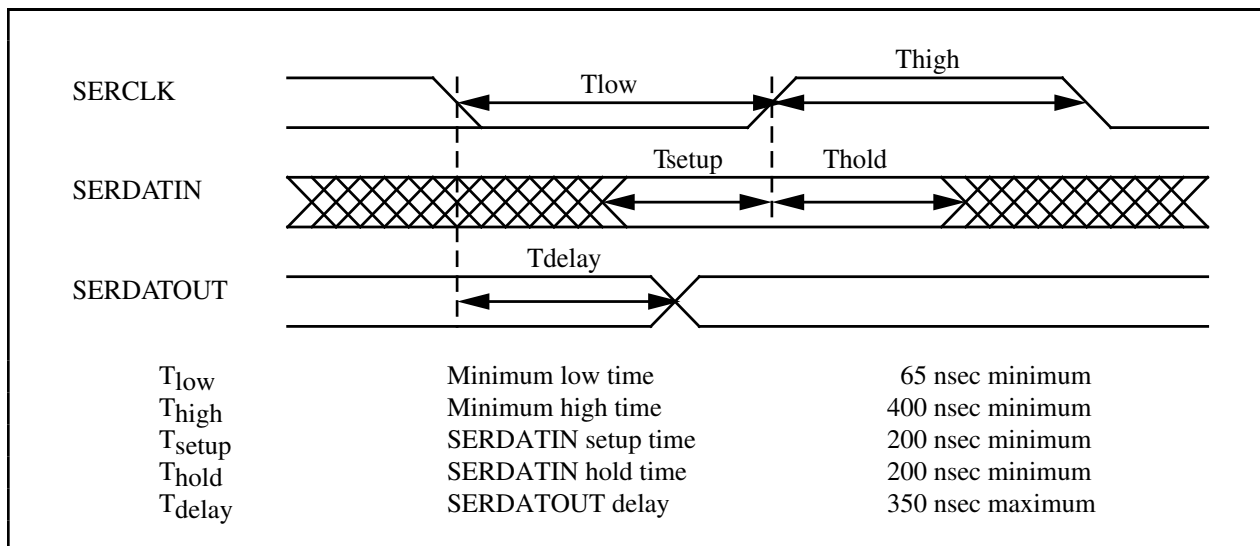 Thigh
SERCLK
Tlow
Tsetup
Thold
SERDATIN
Tdelay
SERDATOUT
Tlow Minimum low time 65 nsec minimum
Thigh Minimum high time 400 nsec minimum
Tsetup SERDATIN setup time 200 nsec minimum
Thold SERDATIN hold time 200 nsec minimum
Tdelay SERDATOUT delay 350 nsec maximum